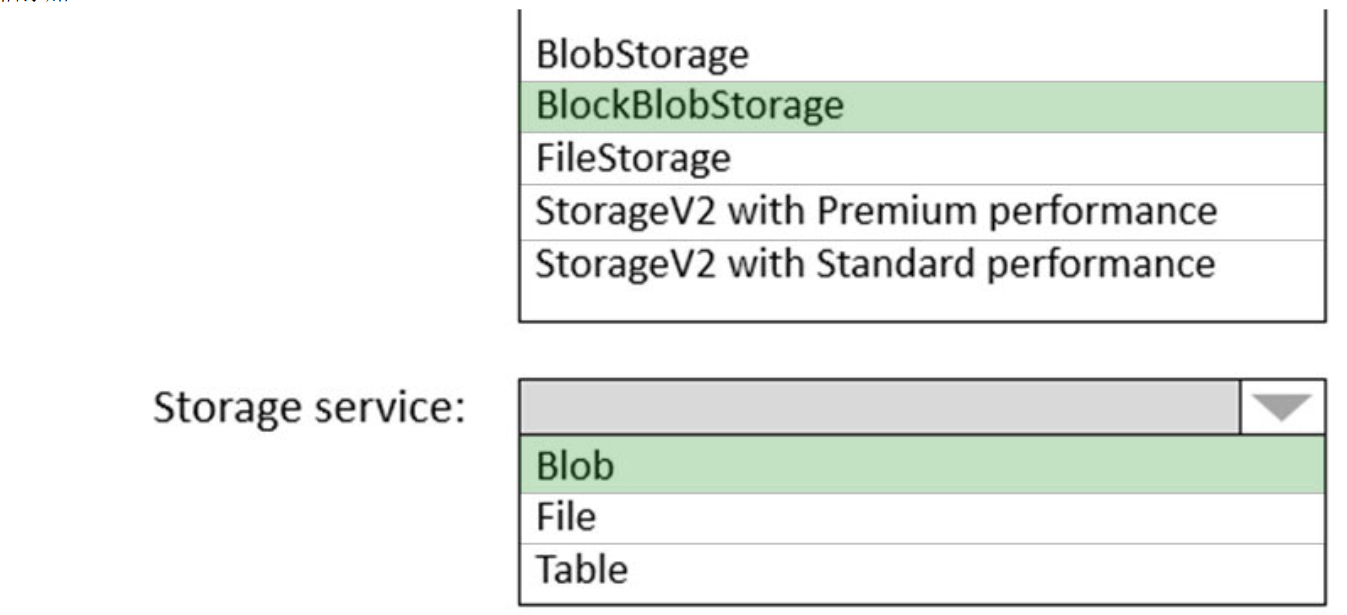 BlobStorage
BlockBlobStorage
FileStorage
StorageV2 with Premium performance
StorageV2 with Standard performance
Storage service:
Blob
File
Table